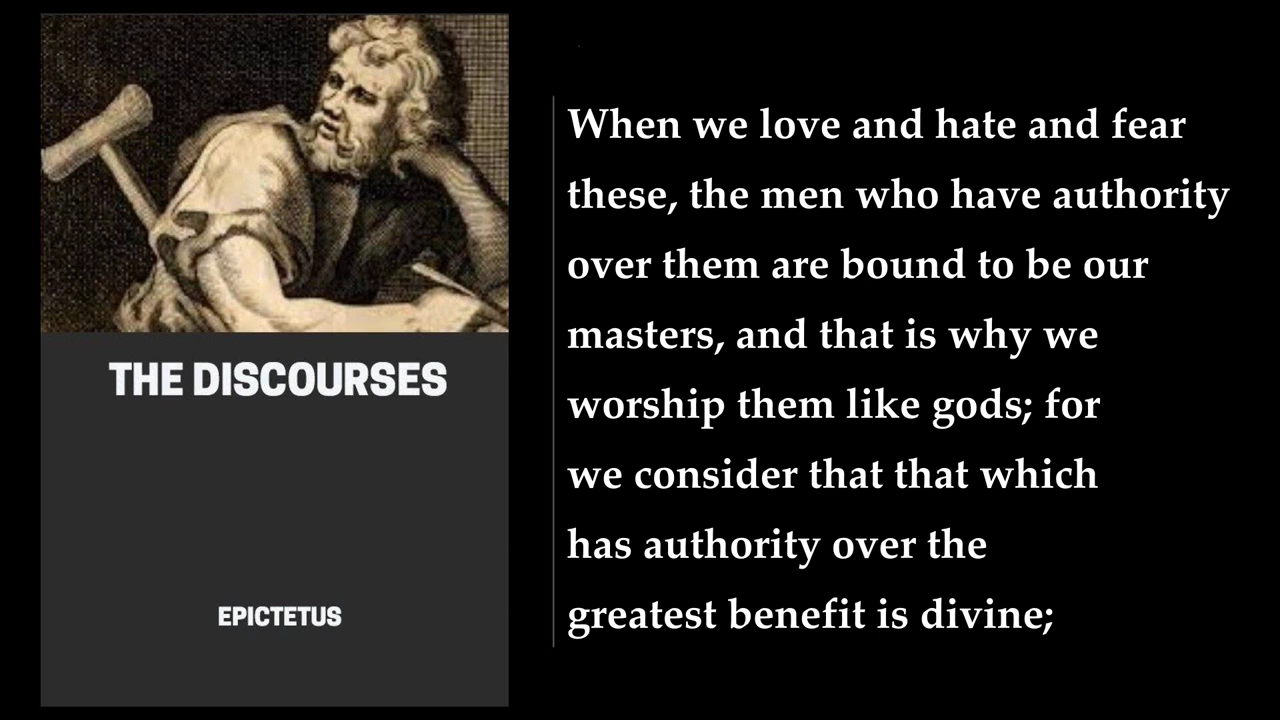 THE DISCOURSES
EPICTETUS
When we love and hate and fear
these, the men who have authority
over them are bound to be our
masters, and that is why we
worship them like gods; for
we consider that that which
has authority over the
greatest benefit is divine;